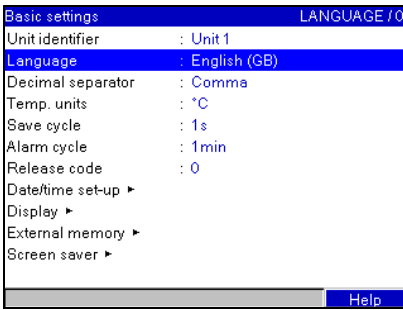 Basic settings LANGUAGE / 0
Unit identifier : Unit 1
Language : English (GB)
Decimal separator : Comma
Temp. units : °C
Save cycle : 1s
Alarm cycle : 1min
Release code : 0
Date/time set-up ►
Display ►
External memory ►
Screen saver ►
Help